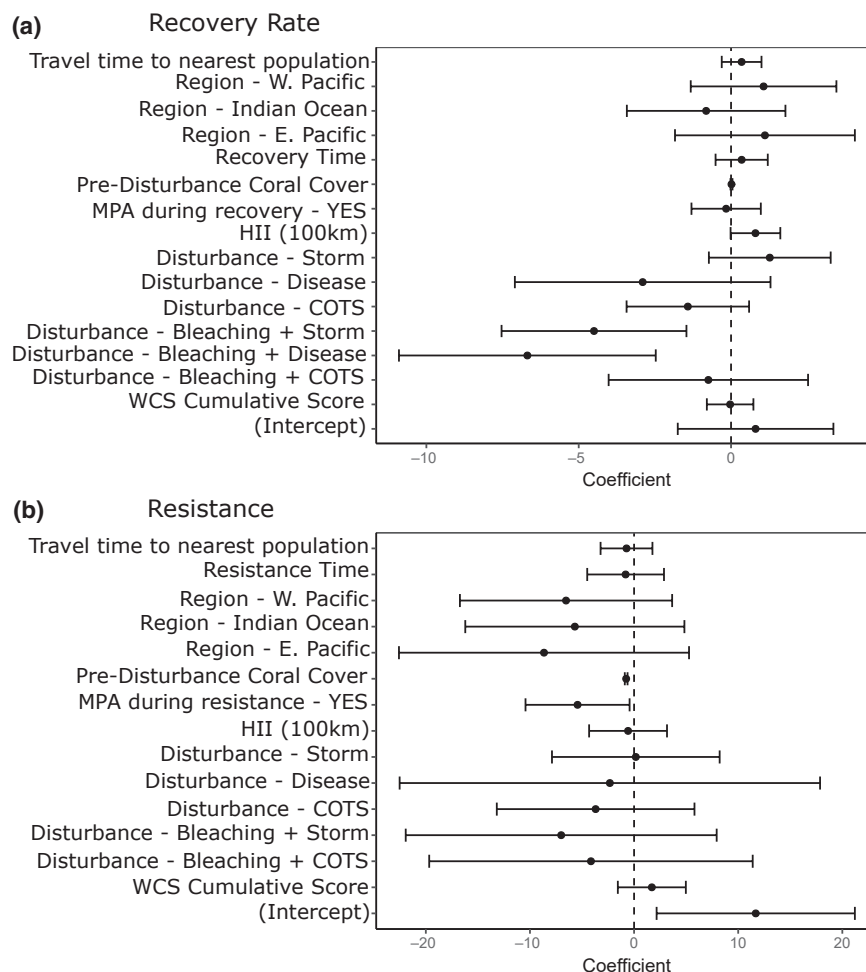 (a) Recovery Rate
Travel time to nearest population
Region - W. Pacific
Region - Indian Ocean
Region - E. Pacific
Recovery Time
Pre-Disturbance Coral Cover
MPA during recovery - YES
HII (100km)
Disturbance - Storm
Disturbance - Disease
Disturbance - COTS
Disturbance - Bleaching + Storm
Disturbance - Bleaching + Disease
Disturbance - Bleaching + COTS
WCS Cumulative Score
(Intercept)
–10 –5 0
Coefficient
(b) Resistance
Travel time to nearest population
Resistance Time
Region - W. Pacific
Region - Indian Ocean
Region - E. Pacific
Pre-Disturbance Coral Cover
MPA during resistance - YES
HII (100km)
Disturbance - Storm
Disturbance - Disease
Disturbance - COTS
Disturbance - Bleaching + Storm
Disturbance - Bleaching + COTS
WCS Cumulative Score
(Intercept)
–20 –10 0 10 20
Coefficient